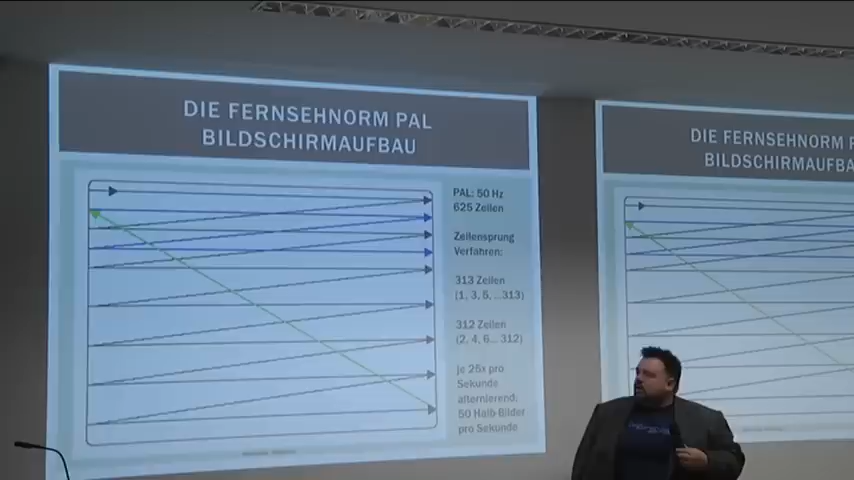 DIE FERNSEHNORM PAL
BILDSCHIRMAUFBAU
PAL: 50 Hz
625 Zeilen
Zeilensprung
Verfahren:
313 Zeilen
(1, 3, 5, ...313)
312 Zeilen
(2, 4, 6... 312)
je 25x pro
Sekunde
alternierend.
50 Halb-Bilder
pro Sekunde
DIE FERNSEHNORM
BILDSCHIRMAUFBA